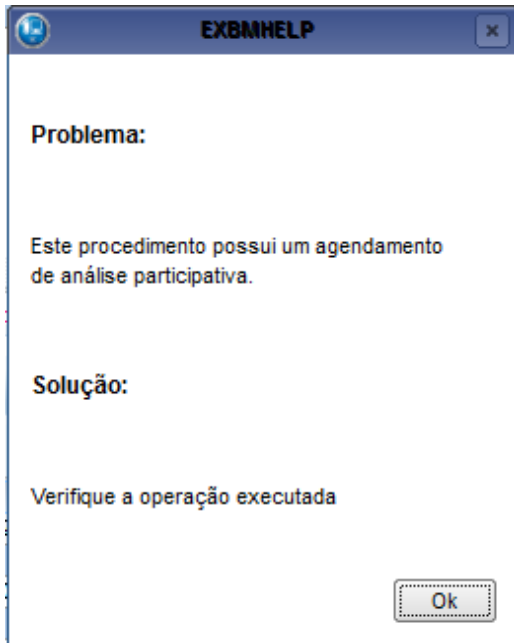 EXBMHELP
Problema:
Este procedimento possui um agendamento
de análise participativa.
Solução:
Verifique a operação executada
Ok